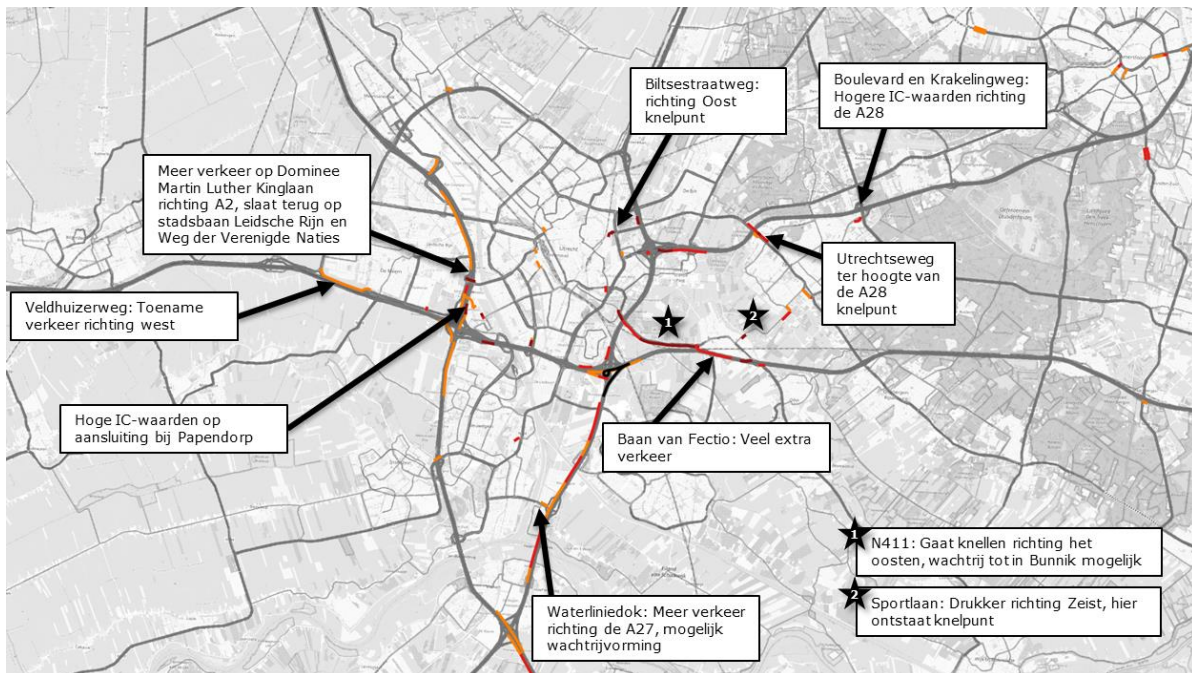 Biltsestraatweg:
richting Oost
knelpunt
Boulevard en Krakelingweg:
Hogere IC-waarden richting
de A28
Meer verkeer op Dominee
Martin Luther Kinglaan
richting A2, slaat terug op
stadsbaan Leidsche Rijn en
Weg der Verenigde Naties
Utrechtseweg
ter hoogte van
de A28
knelpunt
Veldhuizerweg: Toename
verkeer richting west
1
2
Hoge IC-waarden op
aansluiting bij Papendorp
Baan van Fectio: Veel extra
verkeer
1
N411: Gaat knellen richting het
oosten, wachtrij tot in Bunnik mogelijk
2
Sportlaan: Drukker richting Zeist, hier
ontstaat knelpunt
Waterliniedok: Meer verkeer
richting de A27, mogelijk
wachtrijvorming